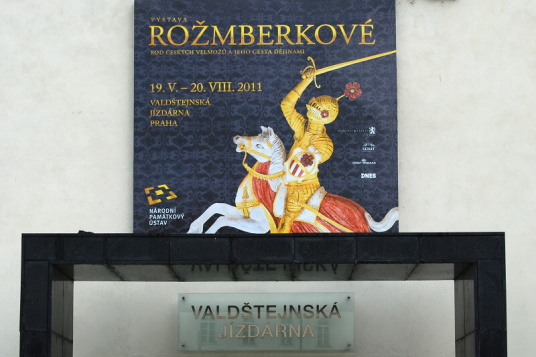 VÝSTAVA
ROŽMBERKOVÉ
ROD ČESKÝCH VELMOŽŮ A JEHO CESTA DĚJINAMI
19. V. – 20. VIII. 2011
VALDŠTEJNSKÁ
JÍZDÁRNA
PRAHA
SENÁT
DNES
NÁRODNÍ
PAMÁTKOVÝ
ÚSTAV
VALDŠTEJNSKÁ
JÍZDÁRNA